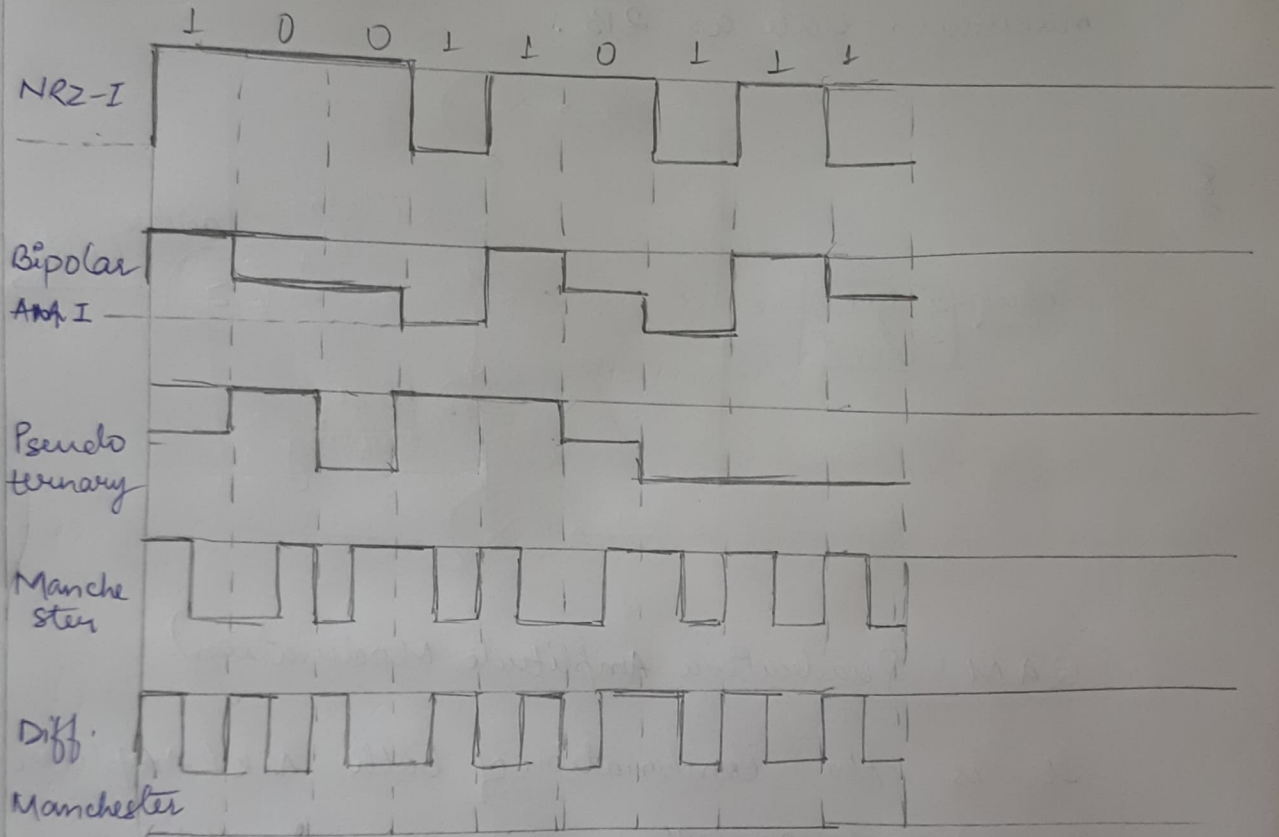 1 0 0 1 1 0 1 1 1
NRZ-I
Bipolar
AMI
Pseudo
ternary
Manche
ster
Diff.
Manchester